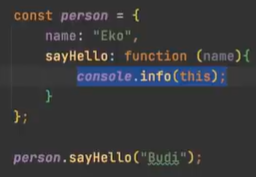 const person = {
    name: "Eko",
    sayHello: function (name){
        console.info(this);
    }
};
person.sayHello("Budi");